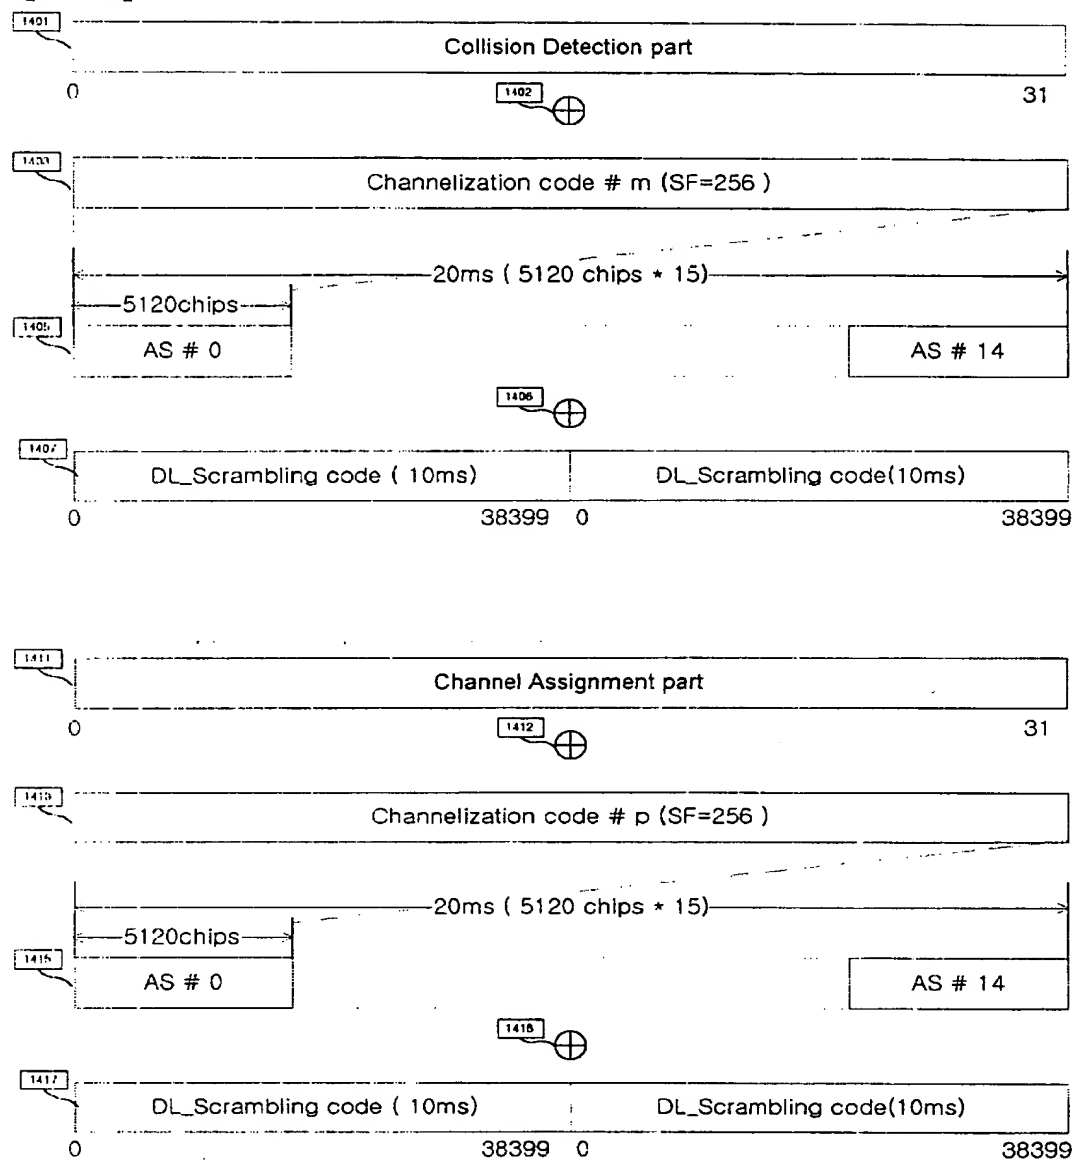 1401
Collision Detection part
0 31
1402
1403
Channelization code # m (SF=256 )
20ms ( 5120 chips * 15)
5120chips
1405
AS # 0 AS # 14
1406
1407
DL_Scrambling code ( 10ms) DL_Scrambling code(10ms)
0 38399 0 38399
1411
Channel Assignment part
0 31
1412
1413
Channelization code # p (SF=256 )
20ms ( 5120 chips * 15)
5120chips
1415
AS # 0 AS # 14
1416
1417
DL_Scrambling code ( 10ms) DL_Scrambling code(10ms)
0 38399 0 38399